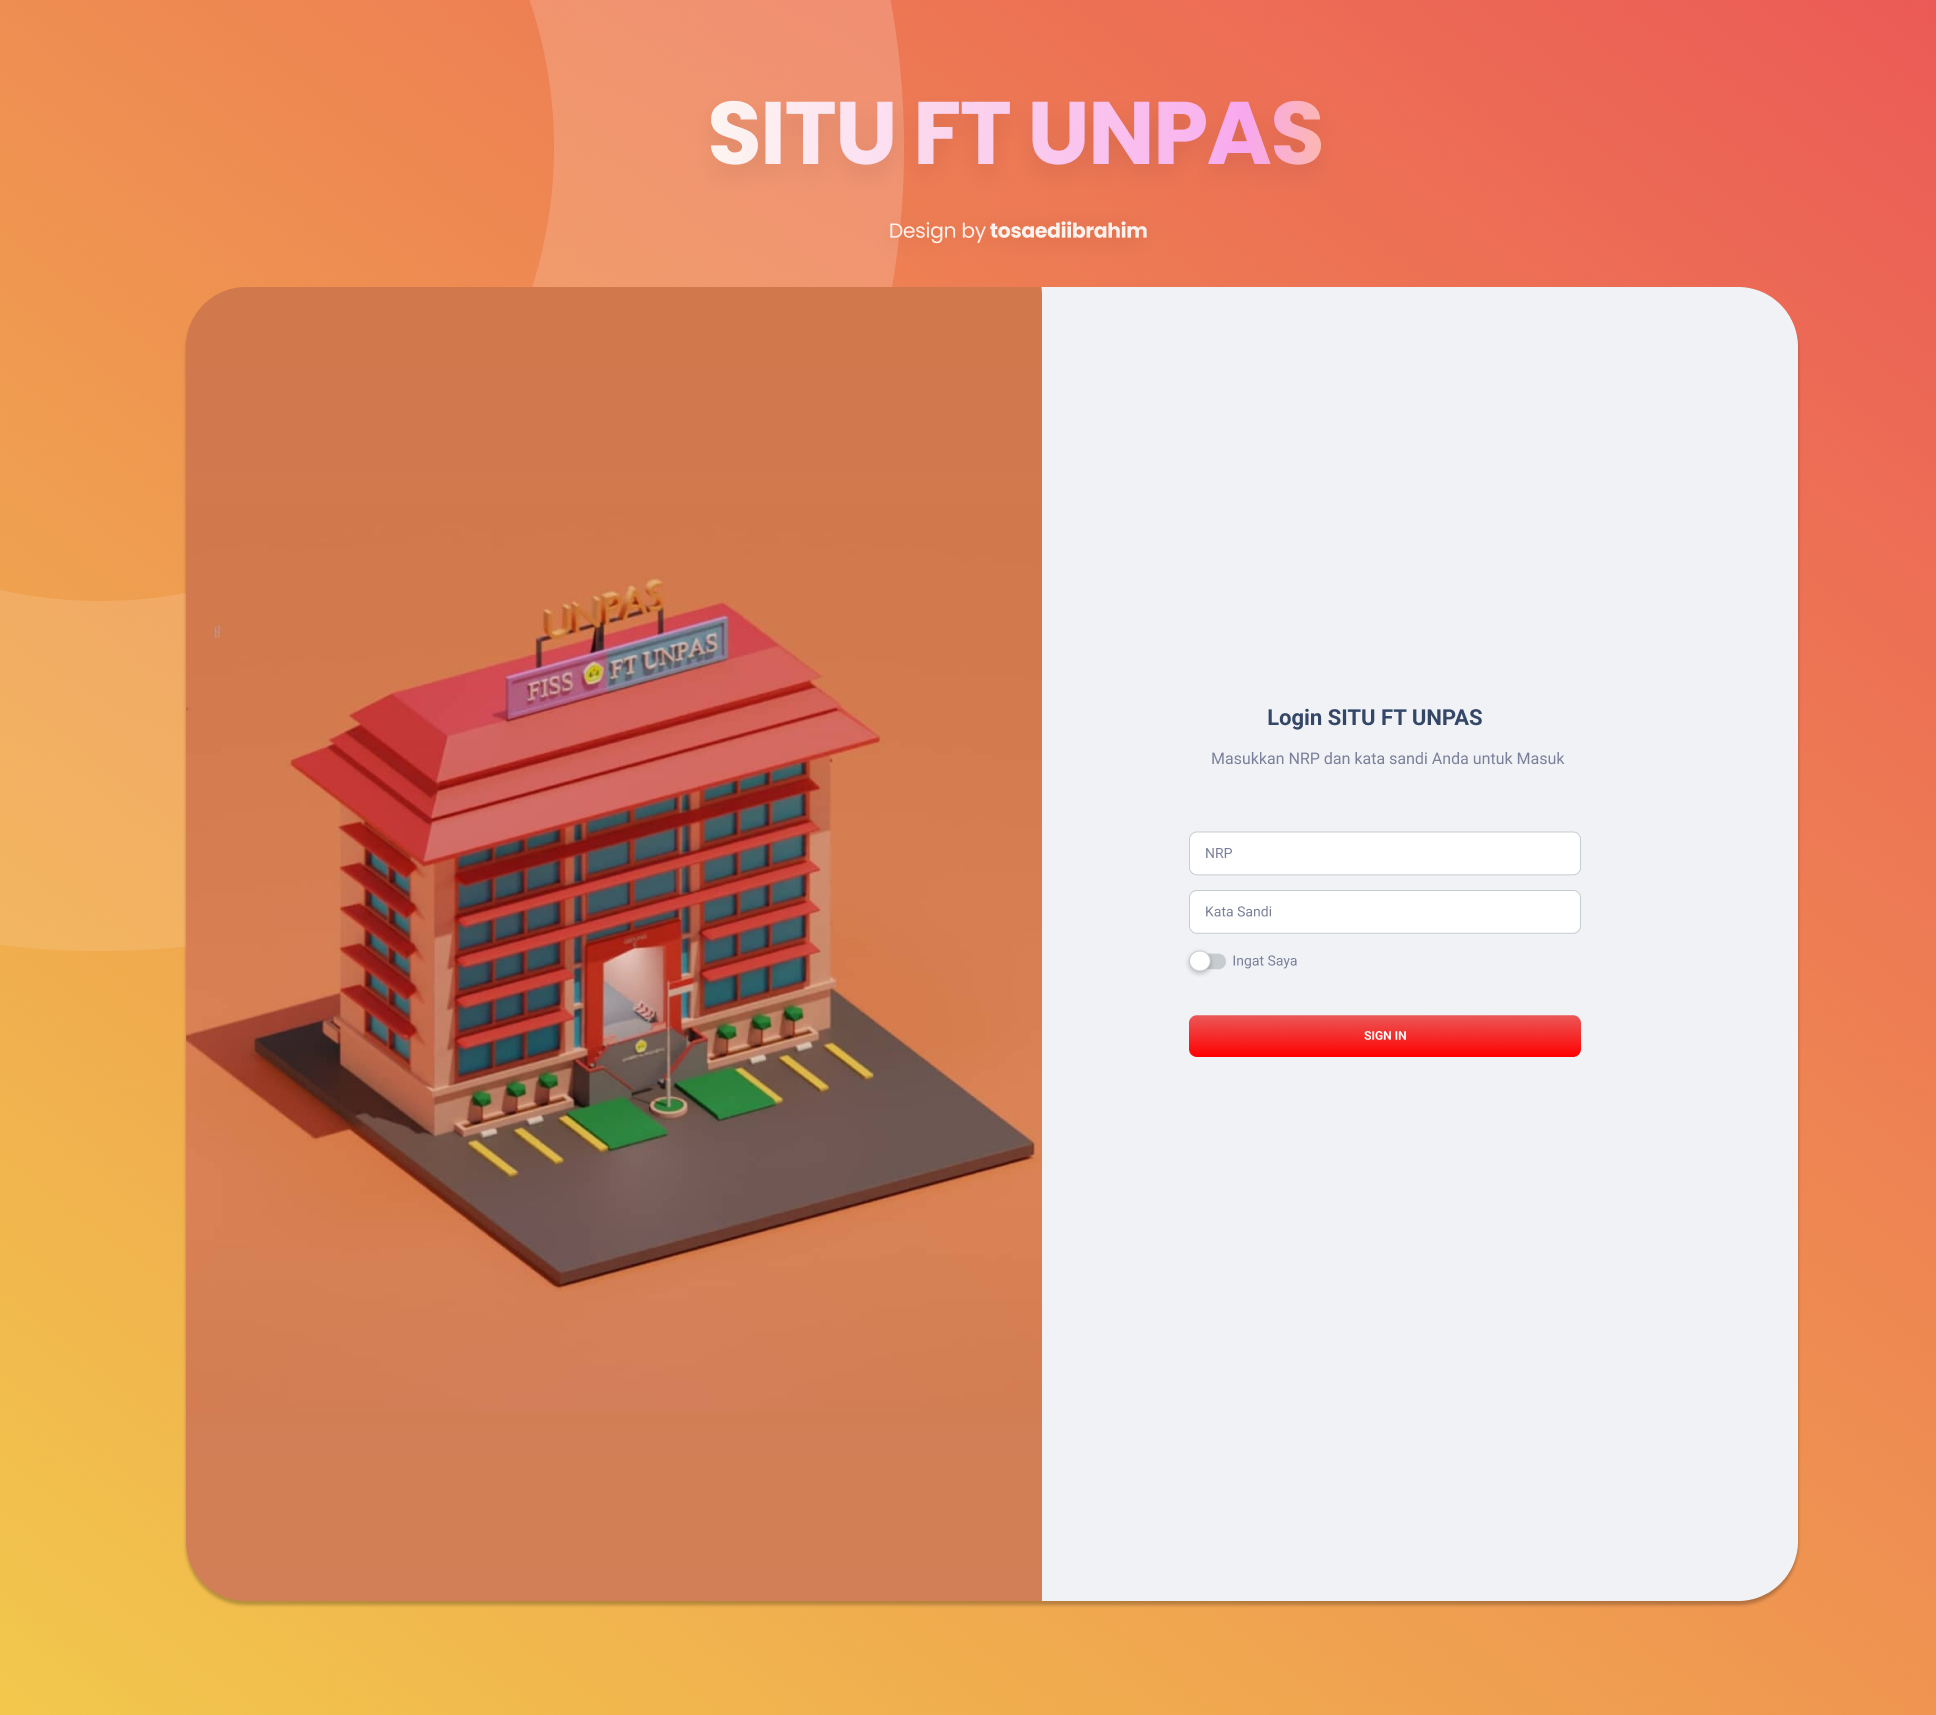 SITU FT UNPAS
Design by tosaediibrahim
UNPAS
FISS FT UNPAS
Login SITU FT UNPAS
Masukkan NRP dan kata sandi Anda untuk Masuk
NRP
Kata Sandi
Ingat Saya
SIGN IN